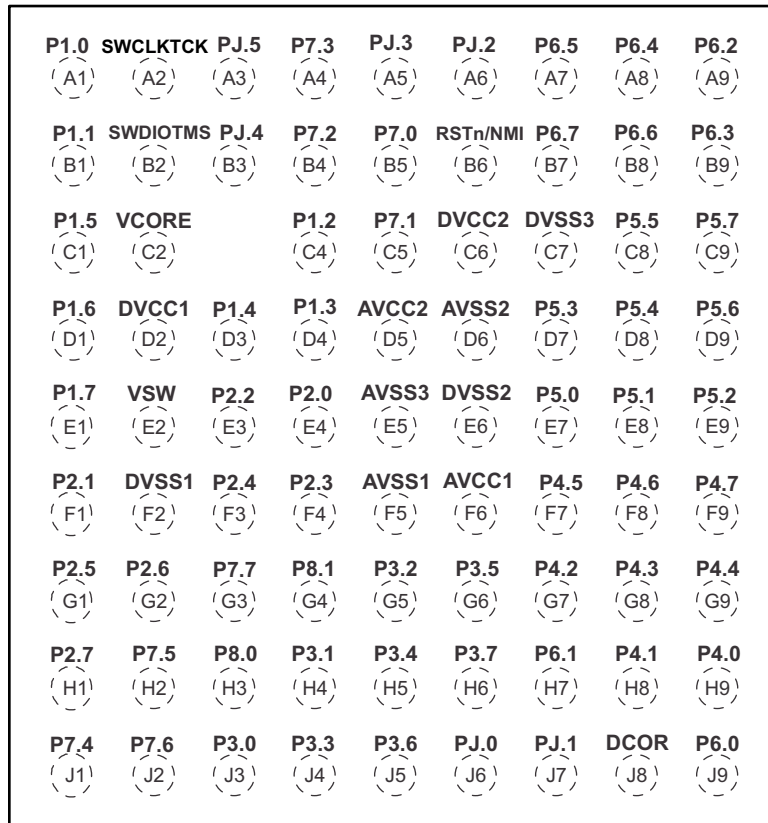 P1.0 SWCLKTCK PJ.5 P7.3 PJ.3 PJ.2 P6.5 P6.4 P6.2
A1 A2 A3 A4 A5 A6 A7 A8 A9
P1.1 SWDIOTMS PJ.4 P7.2 P7.0 RSTn/NMI P6.7 P6.6 P6.3
B1 B2 B3 B4 B5 B6 B7 B8 B9
P1.5 VCORE P1.2 P7.1 DVCC2 DVSS3 P5.5 P5.7
C1 C2 C4 C5 C6 C7 C8 C9
P1.6 DVCC1 P1.4 P1.3 AVCC2 AVSS2 P5.3 P5.4 P5.6
D1 D2 D3 D4 D5 D6 D7 D8 D9
P1.7 VSW P2.2 P2.0 AVSS3 DVSS2 P5.0 P5.1 P5.2
E1 E2 E3 E4 E5 E6 E7 E8 E9
P2.1 DVSS1 P2.4 P2.3 AVSS1 AVCC1 P4.5 P4.6 P4.7
F1 F2 F3 F4 F5 F6 F7 F8 F9
P2.5 P2.6 P7.7 P8.1 P3.2 P3.5 P4.2 P4.3 P4.4
G1 G2 G3 G4 G5 G6 G7 G8 G9
P2.7 P7.5 P8.0 P3.1 P3.4 P3.7 P6.1 P4.1 P4.0
H1 H2 H3 H4 H5 H6 H7 H8 H9
P7.4 P7.6 P3.0 P3.3 P3.6 PJ.0 PJ.1 DCOR P6.0
J1 J2 J3 J4 J5 J6 J7 J8 J9